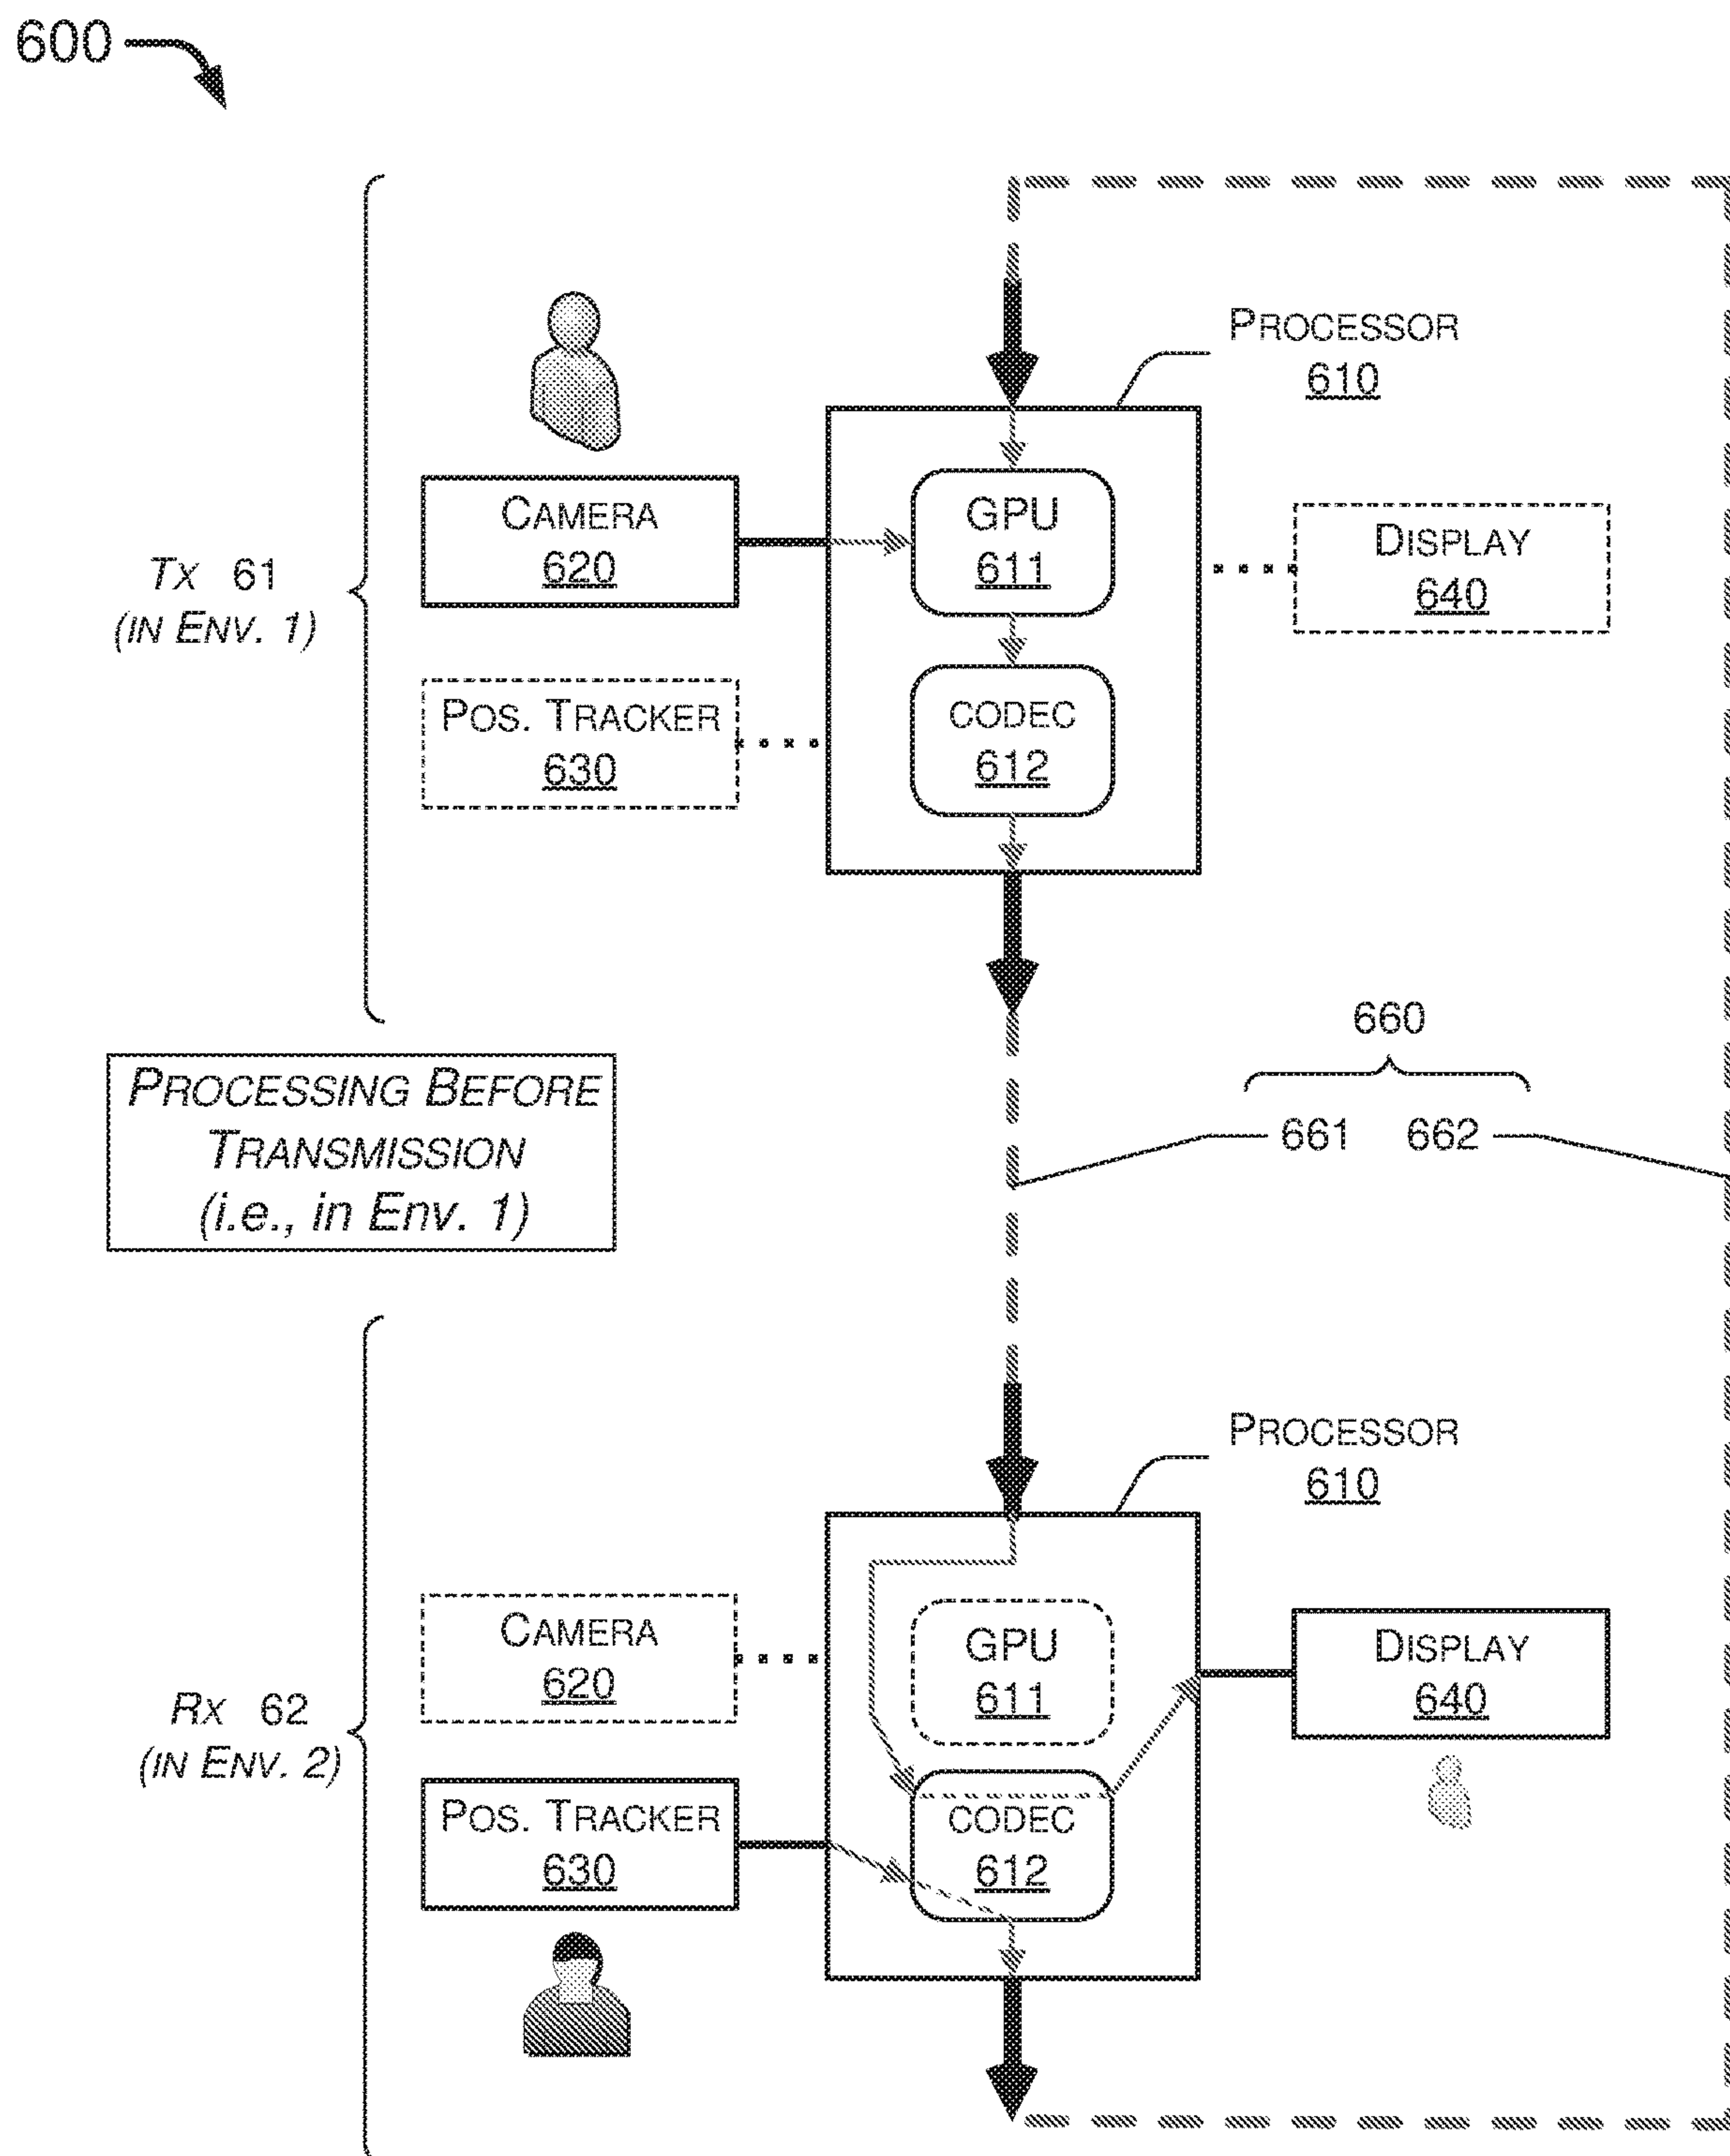 600
PROCESSOR
610
CAMERA
620
GPU
611
DISPLAY
640
TX 61
(IN ENV. 1)
POS. TRACKER
630
CODEC
612
660
661 662
PROCESSING BEFORE
TRANSMISSION
(i.e., in Env. 1)
PROCESSOR
610
CAMERA
620
GPU
611
DISPLAY
640
RX 62
(IN ENV. 2)
POS. TRACKER
630
CODEC
612